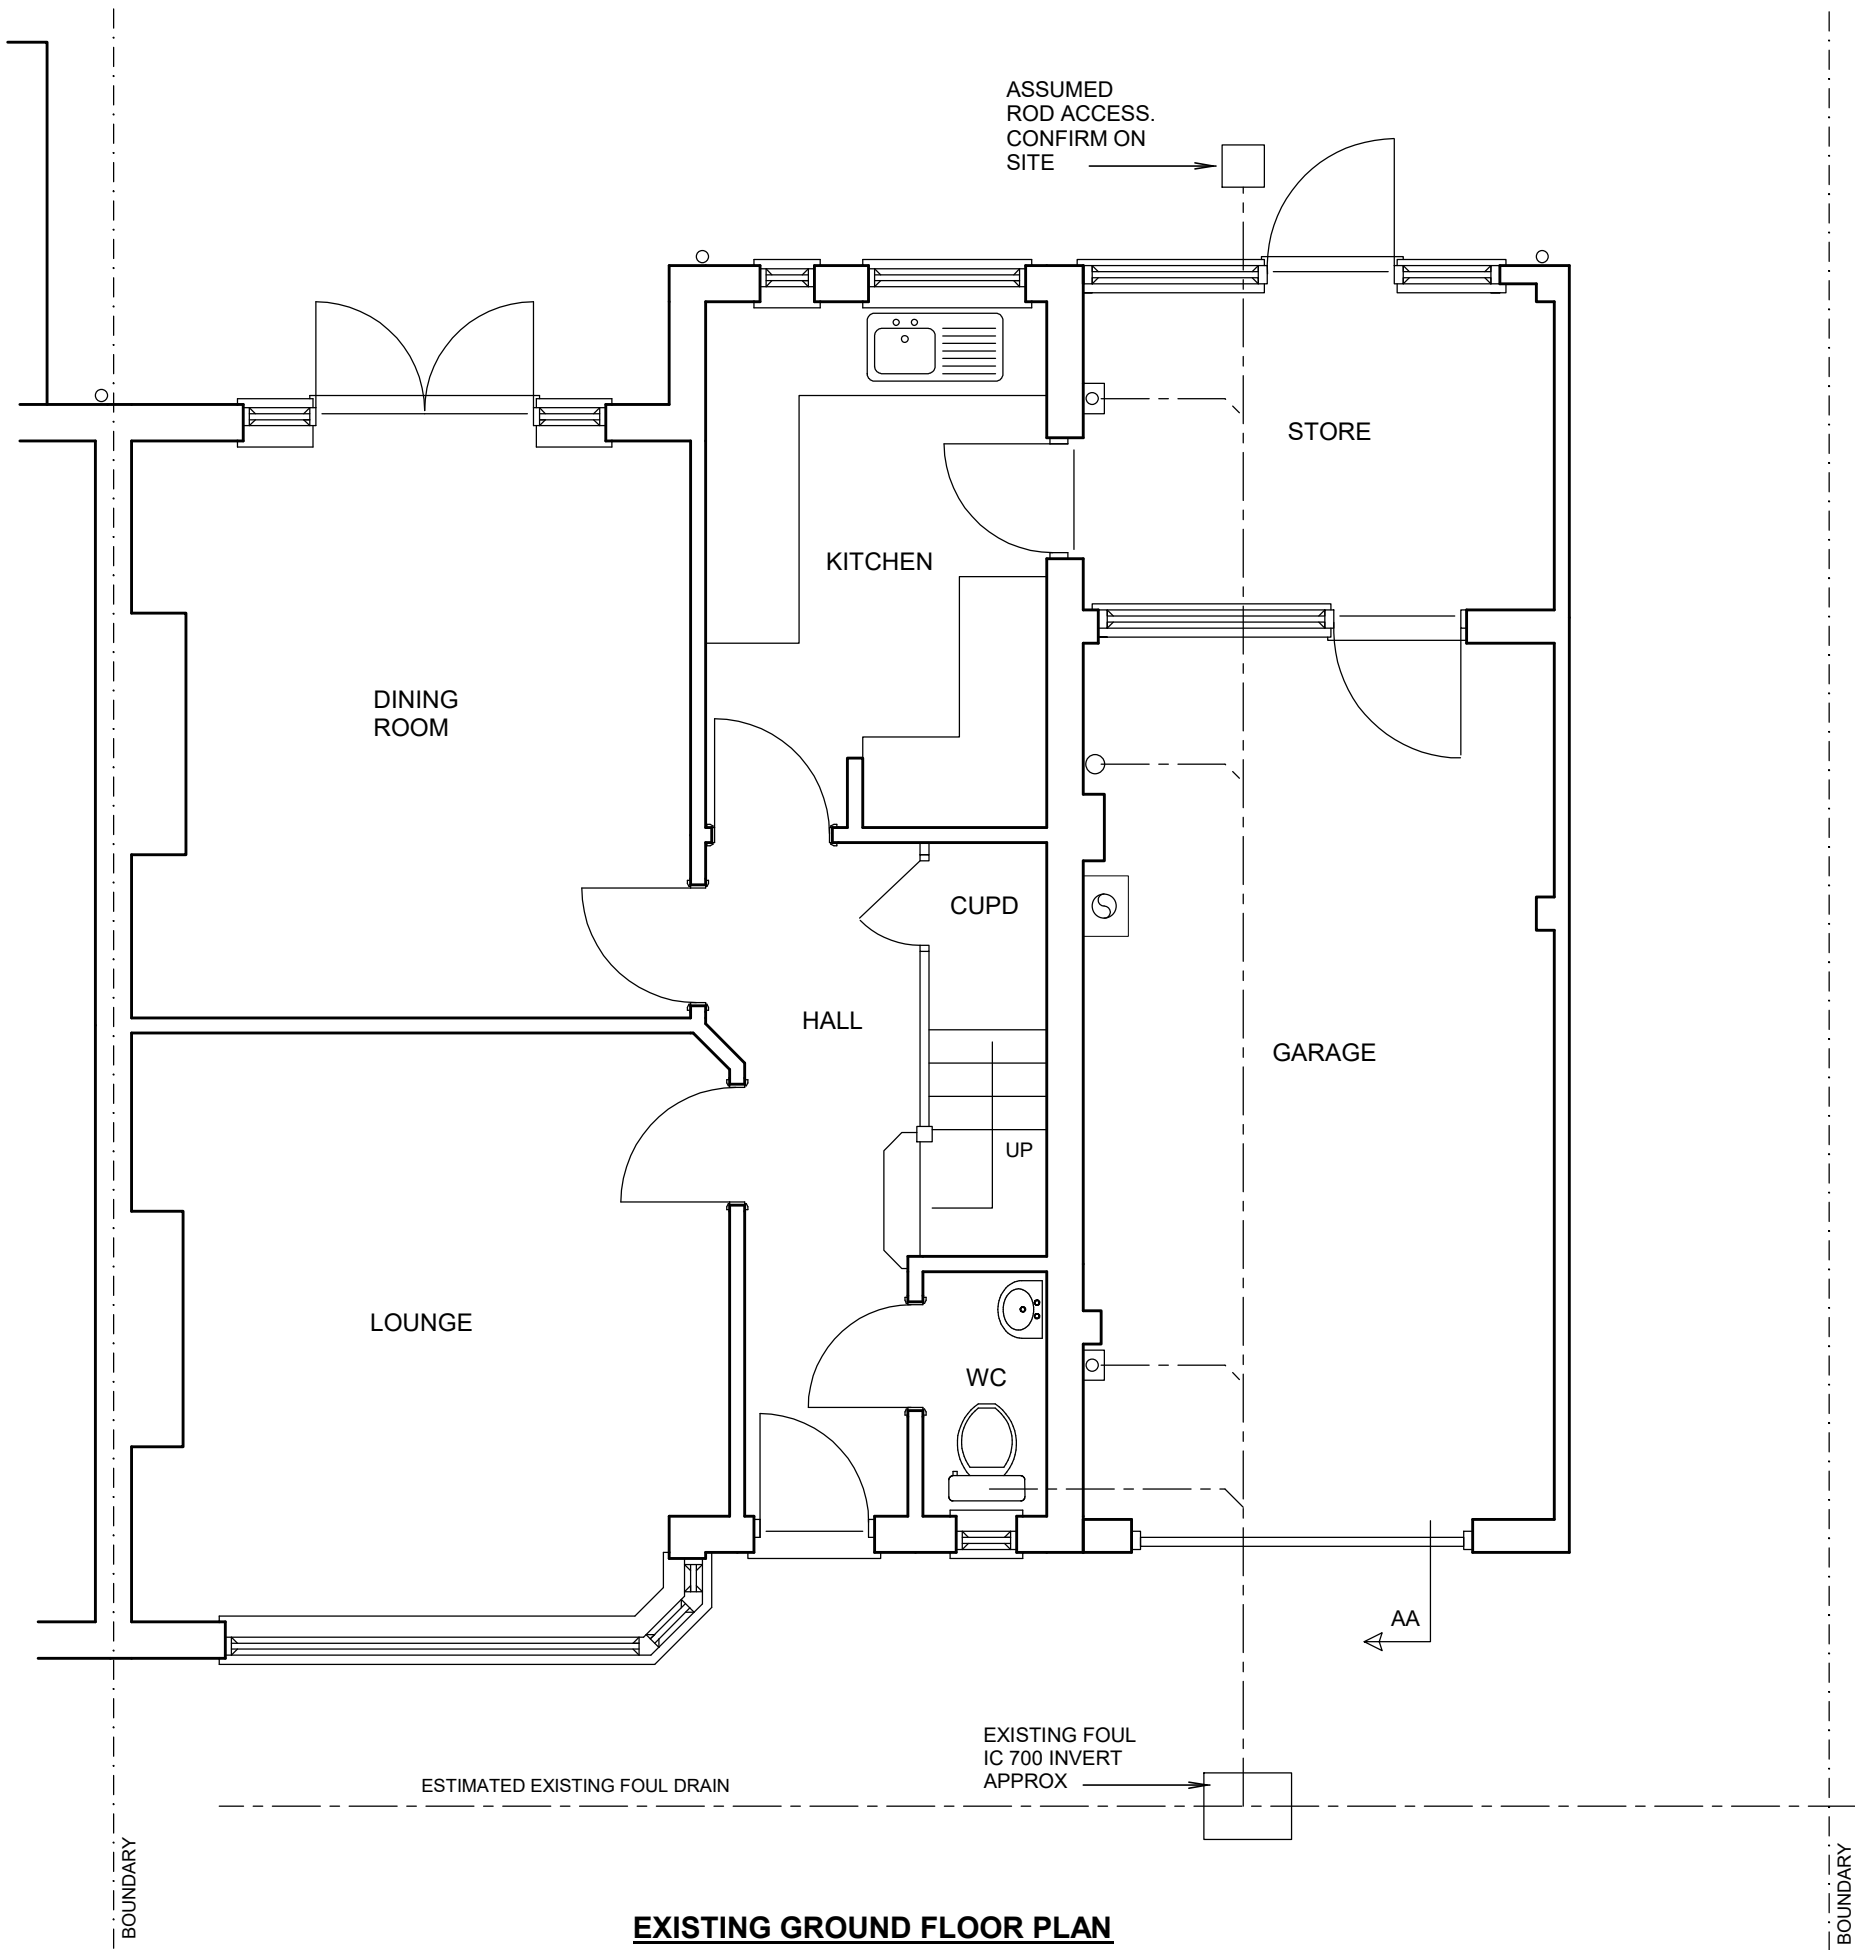 ASSUMED
ROD ACCESS.
CONFIRM ON
SITE
STORE
KITCHEN
DINING
ROOM
CUPD
HALL
GARAGE
UP
LOUNGE
WC
AA
EXISTING FOUL
IC 700 INVERT
APPROX
ESTIMATED EXISTING FOUL DRAIN
BOUNDARY
BOUNDARY
EXISTING GROUND FLOOR PLAN